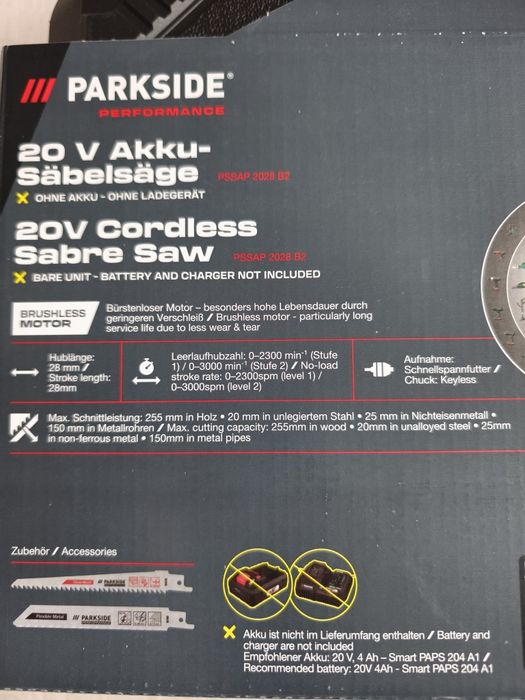 /// PARKSIDE®
PERFORMANCE
20 V Akku-
Säbelsäge PSSAP 2028 B2
X OHNE AKKU - OHNE LADEGERÄT
20V Cordless
Sabre Saw PSSAP 2028 B2
X BARE UNIT - BATTERY AND CHARGER NOT INCLUDED
BRUSHLESS
MOTOR
Bürstenloser Motor – besonders hohe Lebensdauer durch
geringeren Verschleiß / Brushless motor - particularly long
service life due to less wear & tear
Hublänge:
28 mm /
Stroke length:
28mm
Leerlaufhubzahl: 0–2300 min⁻¹ (Stufe
1) / 0-3000 min⁻¹ (Stufe 2) / No-load
stroke rate: 0–2300spm (level 1) /
0–3000spm (level 2)
Aufnahme:
Schnellspannfutter /
Chuck: Keyless
Max. Schnittleistung: 255 mm in Holz • 20 mm in unlegiertem Stahl • 25 mm in Nichteisenmetall •
150 mm in Metallrohren / Max. cutting capacity: 255mm in wood • 20mm in unalloyed steel • 25mm
in non-ferrous metal • 150mm in metal pipes
Zubehör / Accessories
PARKSIDE
Flexible Metal /// PARKSIDE
X Akku ist nicht im Lieferumfang enthalten / Battery and
charger are not included
Empfohlener Akku: 20 V, 4 Ah – Smart PAPS 204 A1 /
Recommended battery: 20V 4Ah - Smart PAPS 204 A1